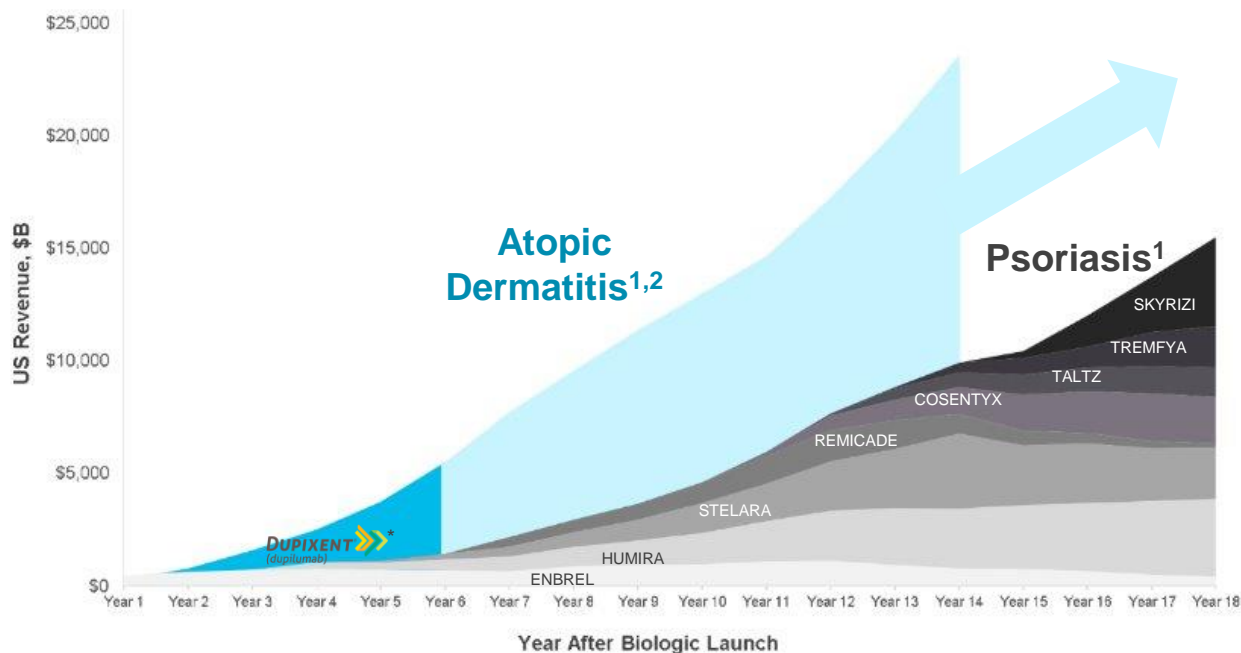 $25,000
$20,000
$15,000
$10,000
$5,000
$0
US Revenue, $B
Atopic
Dermatitis1,2
Psoriasis1
SKYRIZI
TREMFYA
TALTZ
COSENTYX
REMICADE
STELARA
HUMIRA
ENBREL
DUPIXENT *
(dupilumab)
Year 1 Year 2 Year 3 Year 4 Year 5 Year 6 Year 7 Year 8 Year 9 Year 10 Year 11 Year 12 Year 13 Year 14 Year 15 Year 16 Year 17 Year 18
Year After Biologic Launch